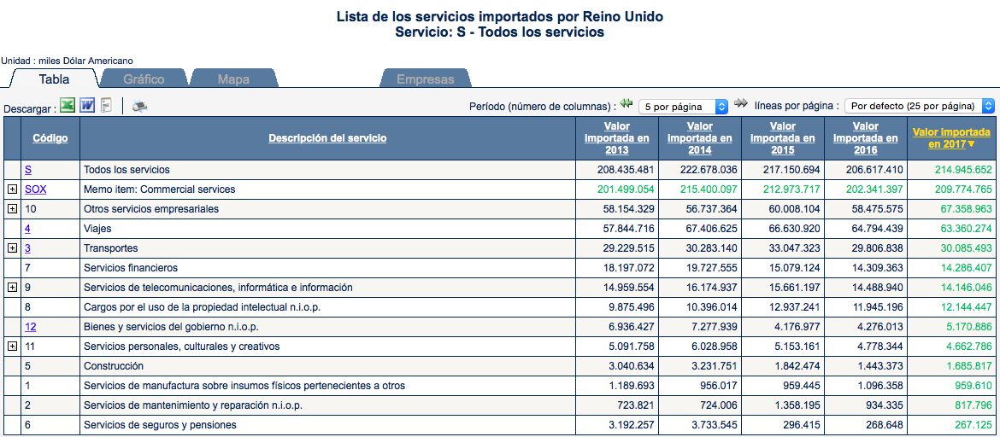 Lista de los servicios importados por Reino Unido
Servicio: S - Todos los servicios
Unidad : miles Dólar Americano
Tabla Gráfico Mapa Empresas
Descargar : Período (número de columnas) : 5 por página líneas por página : Por defecto (25 por página)
Código Descripción del servicio Valor importada en 2013 Valor importada en 2014 Valor importada en 2015 Valor importada en 2016 Valor importada en 2017▼
S Todos los servicios 208.435.481 222.678.036 217.150.694 206.617.410 214.945.652
SOX Memo item: Commercial services 201.499.054 215.400.097 212.973.717 202.341.397 209.774.765
10 Otros servicios empresariales 58.154.329 56.737.364 60.008.104 58.475.575 67.358.963
4 Viajes 57.844.716 67.406.625 66.630.920 64.794.439 63.360.274
3 Transportes 29.229.515 30.283.140 33.047.323 29.806.838 30.085.493
7 Servicios financieros 18.197.072 19.727.555 15.079.124 14.309.363 14.286.407
9 Servicios de telecomunicaciones, informática e información 14.959.554 16.174.937 15.661.197 14.488.940 14.146.046
8 Cargos por el uso de la propiedad intelectual n.i.o.p. 9.875.496 10.396.014 12.937.241 11.945.196 12.144.447
12 Bienes y servicios del gobierno n.i.o.p. 6.936.427 7.277.939 4.176.977 4.276.013 5.170.886
11 Servicios personales, culturales y creativos 5.091.758 6.028.958 5.153.161 4.778.344 4.662.786
5 Construcción 3.040.634 3.231.751 1.842.474 1.443.373 1.685.817
1 Servicios de manufactura sobre insumos físicos pertenecientes a otros 1.189.693 956.017 959.445 1.096.358 959.610
2 Servicios de mantenimiento y reparación n.i.o.p. 723.821 724.006 1.358.195 934.335 817.796
6 Servicios de seguros y pensiones 3.192.257 3.733.545 296.415 268.648 267.125